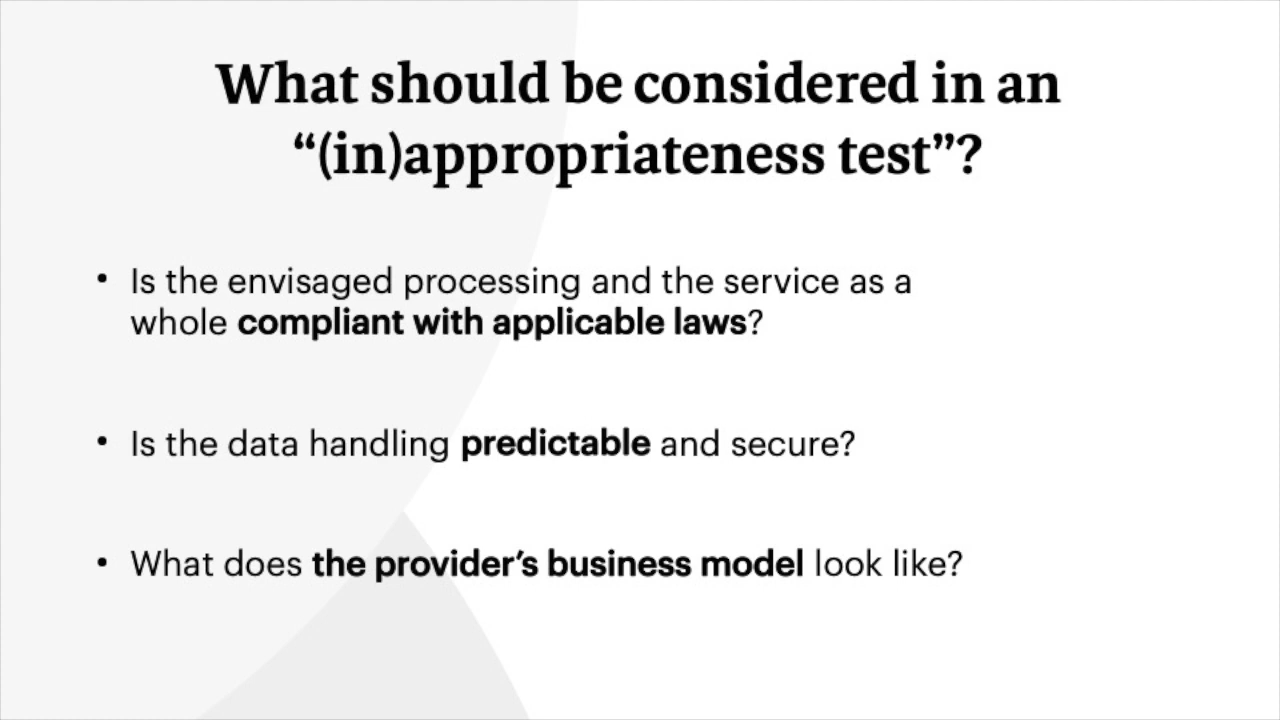 What should be considered in an
“(in)appropriateness test”?
• Is the envisaged processing and the service as a
whole compliant with applicable laws?
• Is the data handling predictable and secure?
• What does the provider’s business model look like?